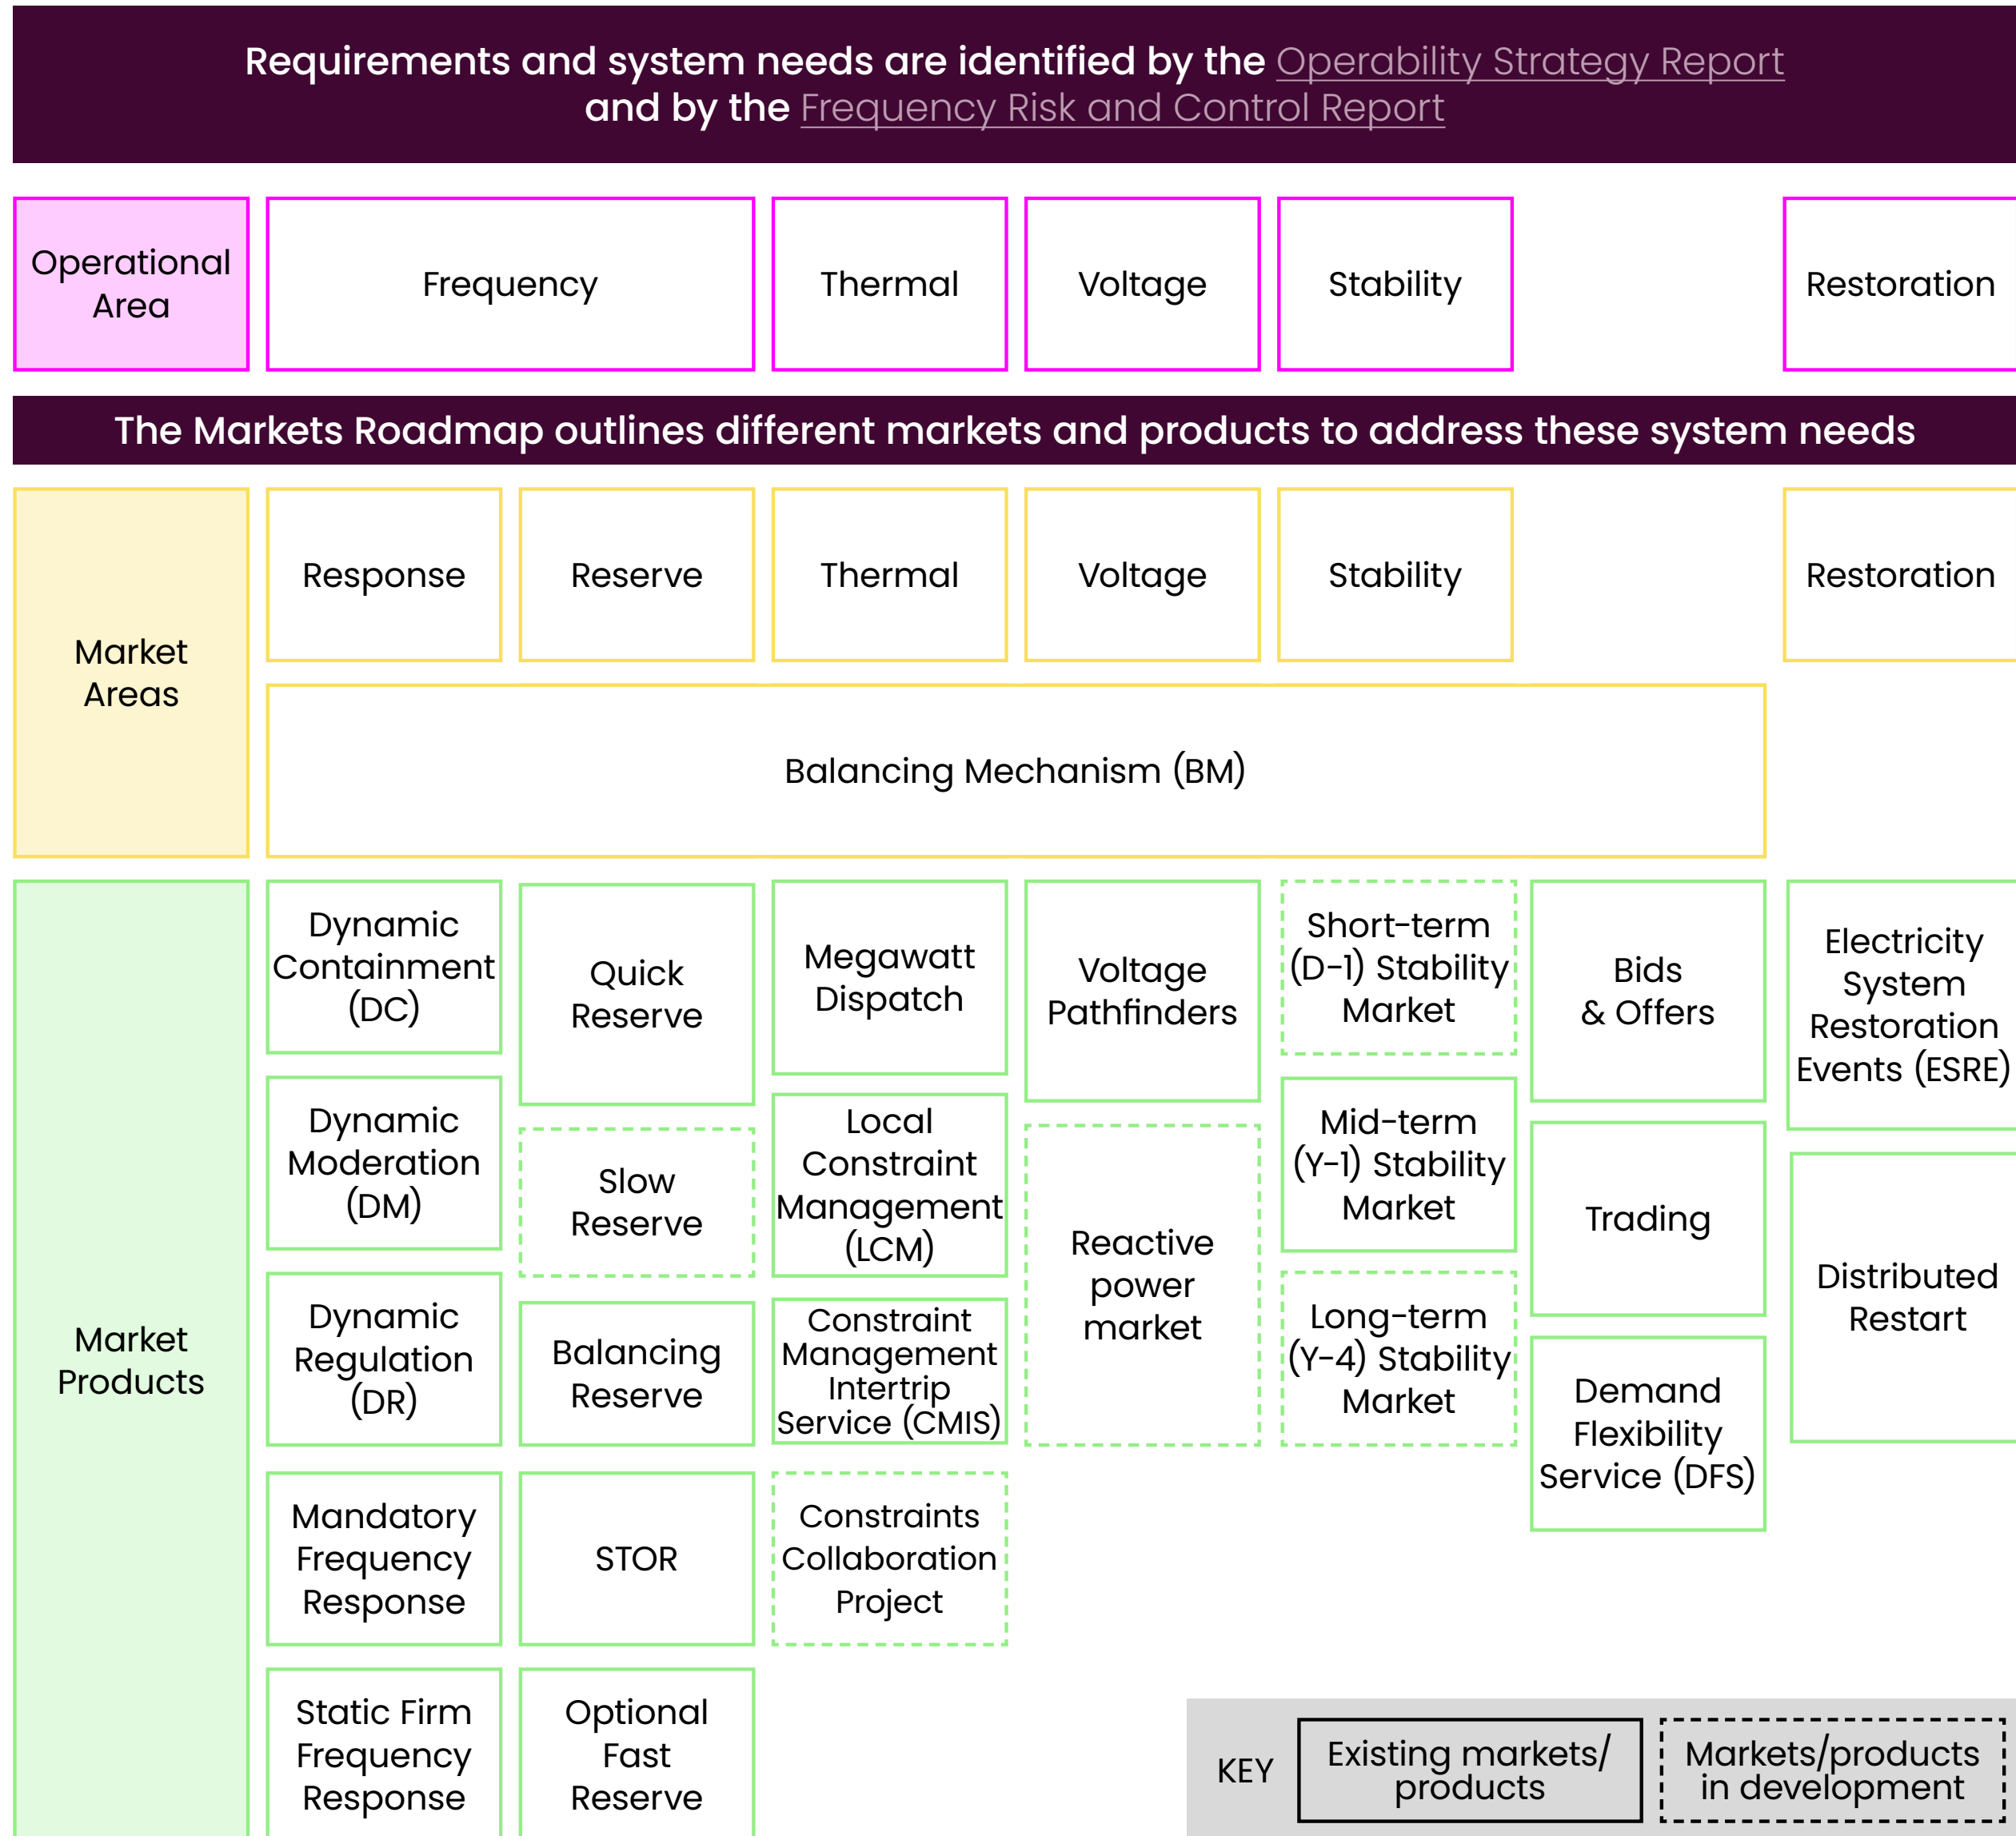 Requirements and system needs are identified by the Operability Strategy Report
and by the Frequency Risk and Control Report
Operational
Area
Frequency
Thermal
Voltage
Stability
Restoration
The Markets Roadmap outlines different markets and products to address these system needs
Market
Areas
Response
Reserve
Thermal
Voltage
Stability
Restoration
Balancing Mechanism (BM)
Market
Products
Dynamic
Containment
(DC)
Dynamic
Moderation
(DM)
Dynamic
Regulation
(DR)
Mandatory
Frequency
Response
Static Firm
Frequency
Response
Quick
Reserve
Slow
Reserve
Balancing
Reserve
STOR
Optional
Fast
Reserve
Megawatt
Dispatch
Local
Constraint
Management
(LCM)
Constraint
Management
Intertrip
Service (CMIS)
Constraints
Collaboration
Project
Voltage
Pathfinders
Reactive
power
market
Short-term
(D-1) Stability
Market
Mid-term
(Y-1) Stability
Market
Long-term
(Y-4) Stability
Market
Bids
& Offers
Trading
Demand
Flexibility
Service (DFS)
Electricity
System
Restoration
Events (ESRE)
Distributed
Restart
KEY
Existing markets/
products
Markets/products
in development